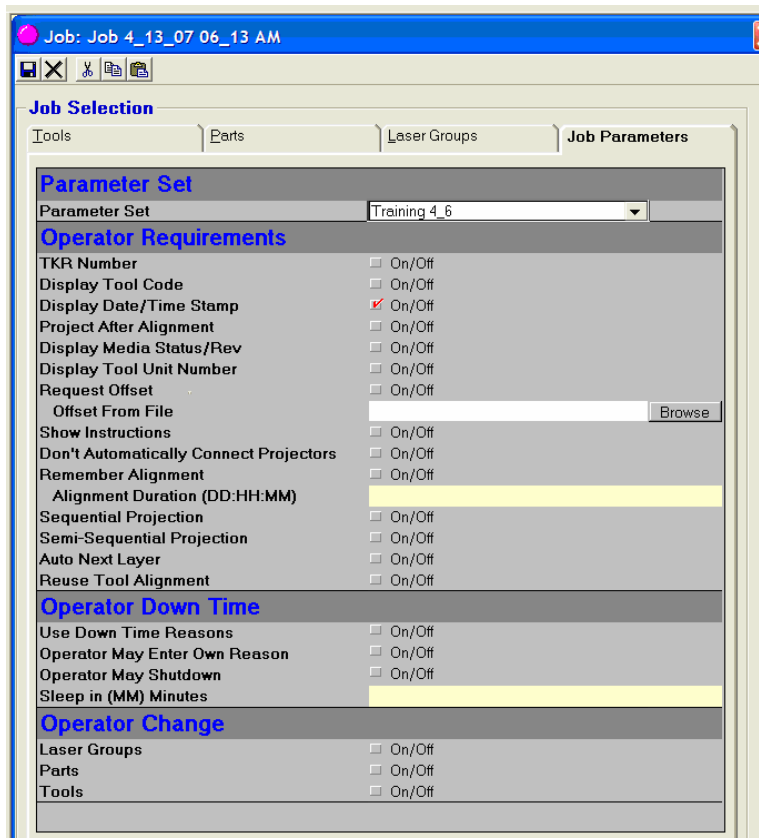 Job: Job 4_13_07 06_13 AM
Job Selection
Tools Parts Laser Groups Job Parameters
Parameter Set
Parameter Set Training 4_6
Operator Requirements
TKR Number On/Off
Display Tool Code On/Off
Display Date/Time Stamp On/Off
Project After Alignment On/Off
Display Media Status/Rev On/Off
Display Tool Unit Number On/Off
Request Offset On/Off
Offset From File Browse
Show Instructions On/Off
Don't Automatically Connect Projectors On/Off
Remember Alignment On/Off
Alignment Duration (DD:HH:MM)
Sequential Projection On/Off
Semi-Sequential Projection On/Off
Auto Next Layer On/Off
Reuse Tool Alignment On/Off
Operator Down Time
Use Down Time Reasons On/Off
Operator May Enter Own Reason On/Off
Operator May Shutdown On/Off
Sleep in (MM) Minutes
Operator Change
Laser Groups On/Off
Parts On/Off
Tools On/Off